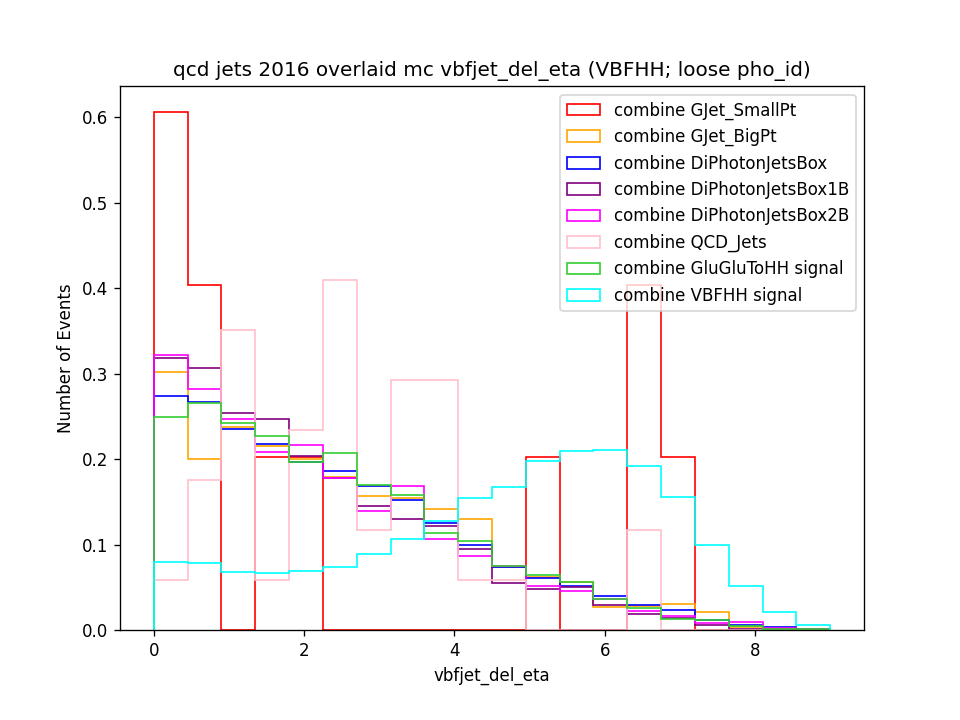 qcd jets 2016 overlaid mc vbfjet_del_eta (VBFHH; loose pho_id)
combine GJet_SmallPt
combine GJet_BigPt
combine DiPhotonJetsBox
combine DiPhotonJetsBox1B
combine DiPhotonJetsBox2B
combine QCD_Jets
combine GluGluToHH signal
combine VBFHH signal
Number of Events
0.6
0.5
0.4
0.3
0.2
0.1
0.0
0 2 4 6 8
vbfjet_del_eta